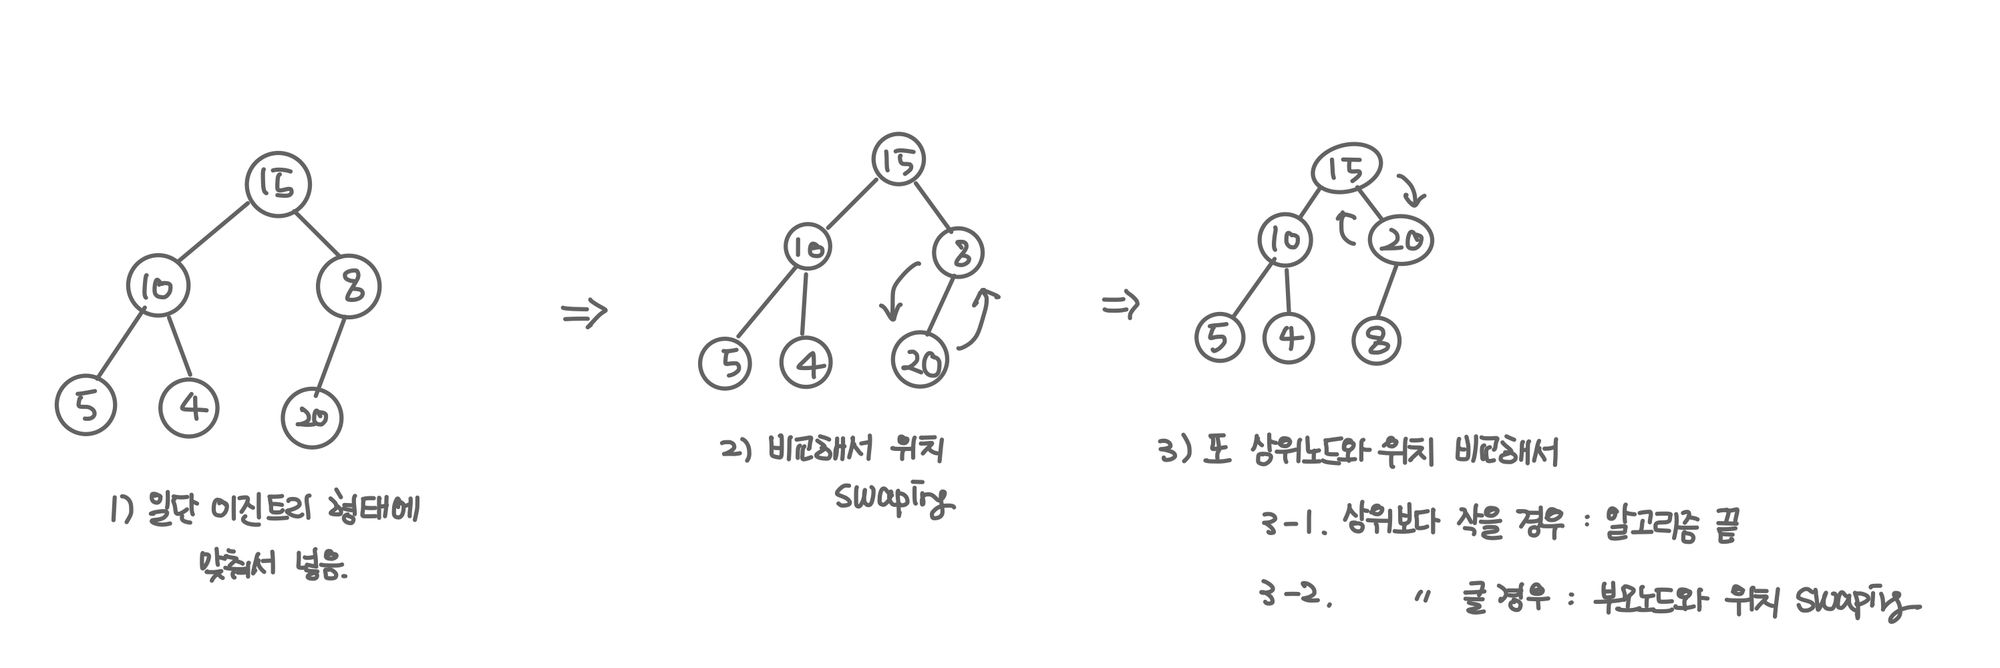 15
10 8
5 4 20
1) 일단 이진트리 형태에
맞춰서 넣음.
⇒
15
10 8
5 4 20
2) 비교해서 위치
swaping
⇒
15
10 20
5 4 8
3) 또 상위노드와 위치 비교해서
3-1. 상위보다 작을 경우 : 알고리즘 끝
3-2. 〃 클 경우 : 부모노드와 위치 swaping